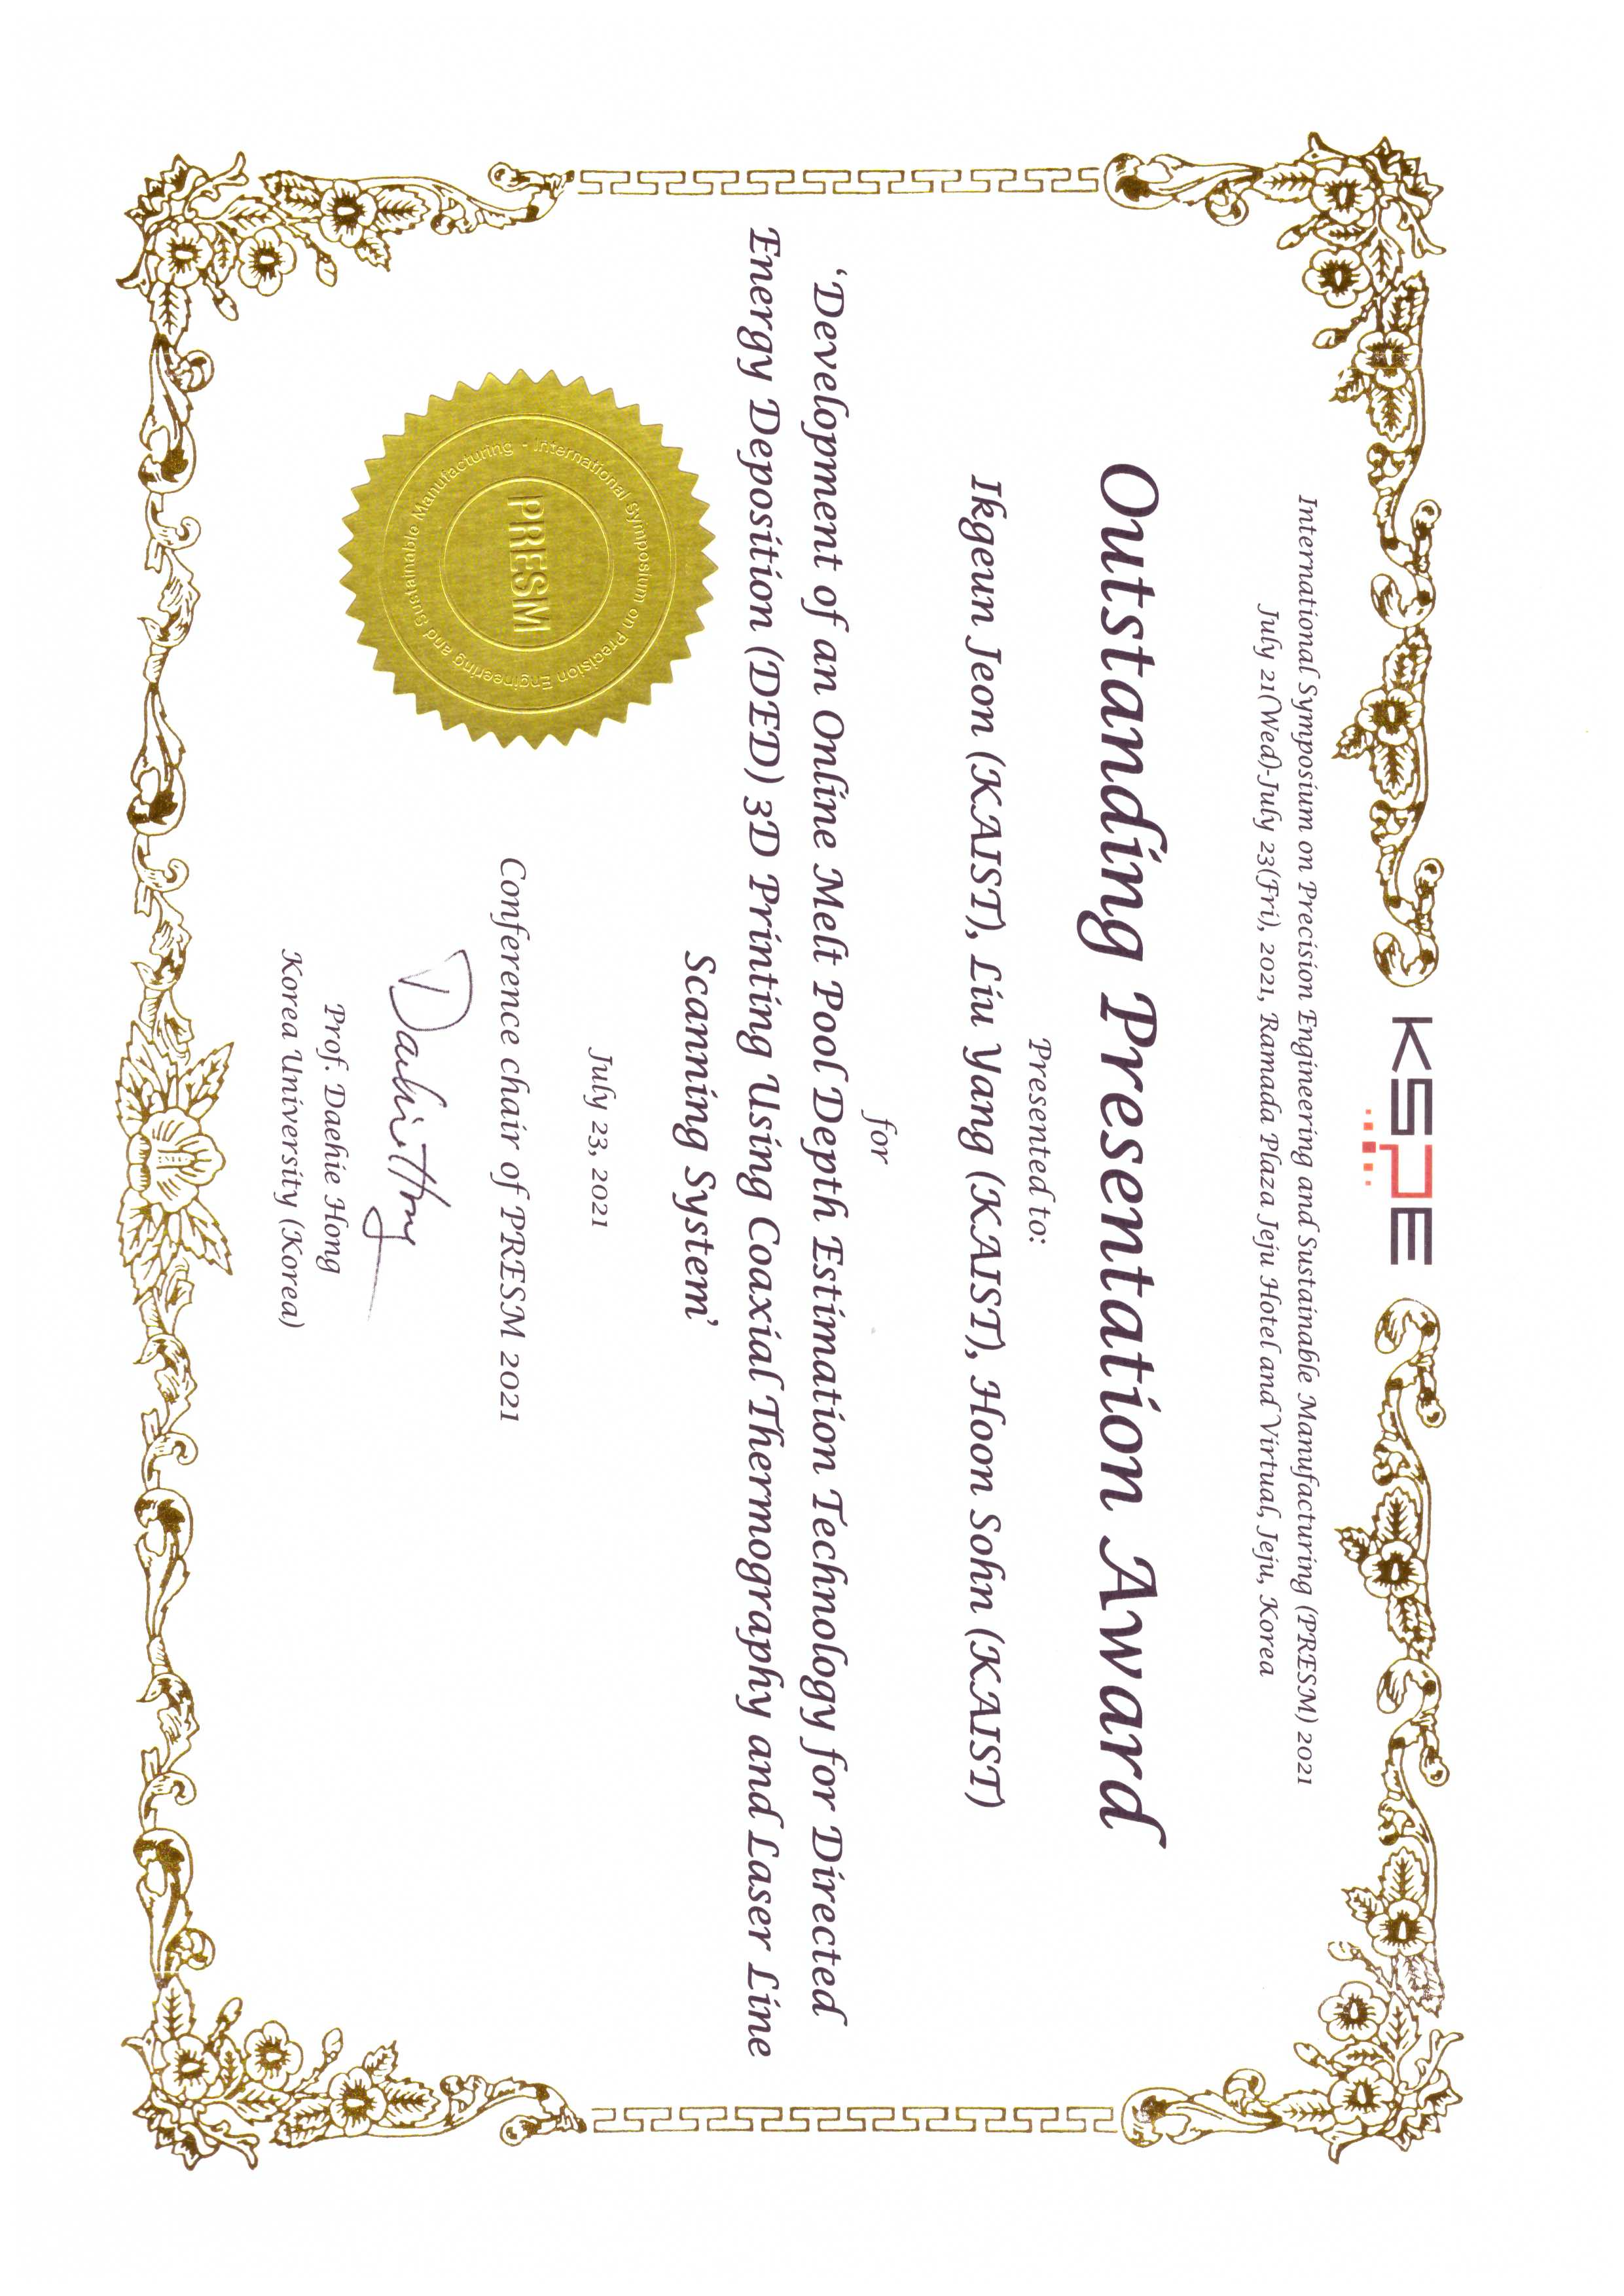 KSPE
International Symposium on Precision Engineering and Sustainable Manufacturing (PRESM) 2021
July 21(Wed)-July 23(Fri), 2021, Ramada Plaza Jeju Hotel and Virtual, Jeju, Korea
Outstanding Presentation Award
Presented to:
Ikgeun Jeon (KAIST), Liu Yang (KAIST), Hoon Sohn (KAIST)
for
‘Development of an Online Melt Pool Depth Estimation Technology for Directed
Energy Deposition (DED) 3D Printing Using Coaxial Thermography and Laser Line
Scanning System’
July 23, 2021
Conference chair of PRESM 2021
Daehie Hong
Prof. Daehie Hong
Korea University (Korea)
International Symposium on Precision Engineering and Sustainable Manufacturing -
PRESM